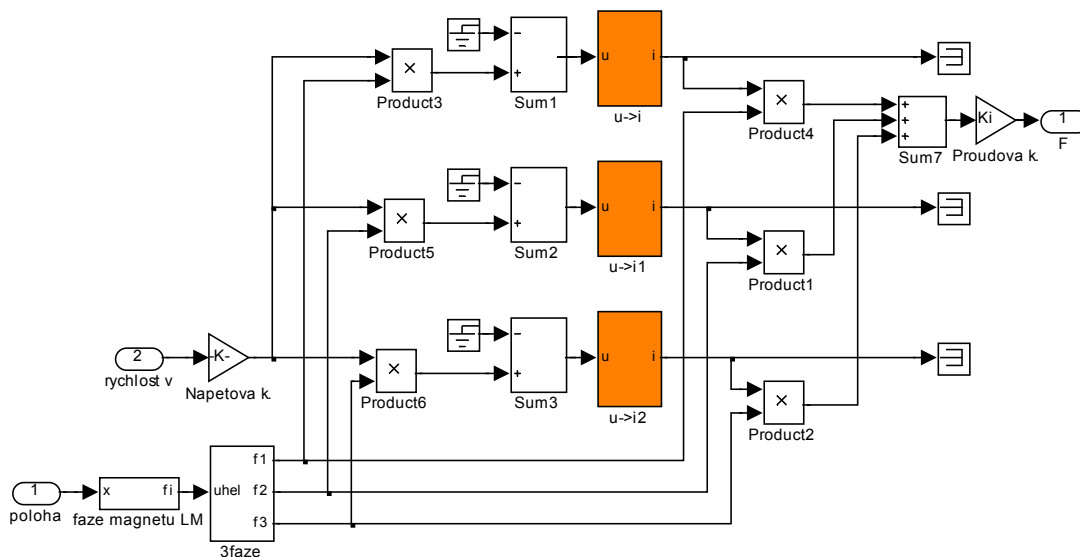 − + × Product3 Sum1 u i u->i × Product4 + + + Sum7 Ki Proudova k. 1 F
− + × Product5 Sum2 u i u->i1 × Product1
2 rychlost v -K- Napetova k. × Product6 − + Sum3 u i u->i2 × Product2
1 poloha x fi faze magnetu LM uhel f1 f2 f3 3faze